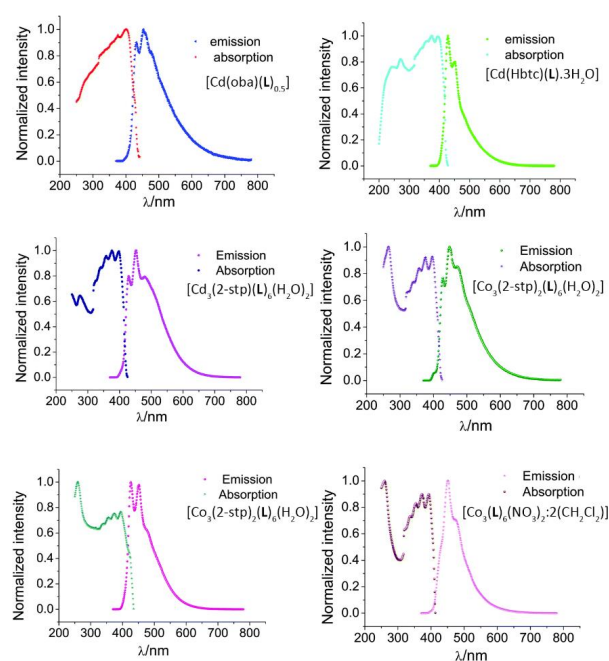 Normalized intensity
1.0
0.8
0.6
0.4
0.2
0.0
emission
absorption
[Cd(oba)(L)0.5]
200 300 400 500 600 700 800
λ/nm
Normalized intensity
1.0
0.8
0.6
0.4
0.2
0.0
emission
absorption
[Cd(Hbtc)(L).3H2O]
200 300 400 500 600 700 800
λ/nm
Normalized intensity
1.0
0.8
0.6
0.4
0.2
0.0
Emission
Absorption
[Cd3(2-stp)(L)6(H2O)2]
200 300 400 500 600 700 800
λ/nm
Normalized intensity
1.0
0.8
0.6
0.4
0.2
0.0
Emission
Absorption
[Co3(2-stp)2(L)6(H2O)2]
200 300 400 500 600 700 800
λ/nm
Normalized intensity
1.0
0.8
0.6
0.4
0.2
0.0
Emission
Absorption
[Co3(2-stp)2(L)6(H2O)2]
200 300 400 500 600 700 800
λ/nm
Normalized intensity
1.0
0.8
0.6
0.4
0.2
0.0
Emission
Absorption
[Co3(L)6(NO3)2:2(CH2Cl2)]
200 300 400 500 600 700 800
λ/nm